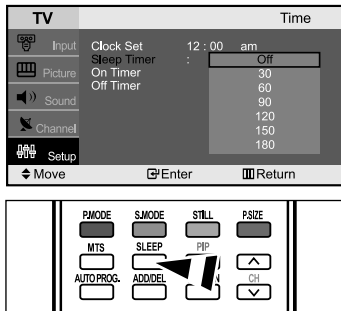 TV Time
Input
Picture
Sound
Channel
Setup
Clock Set 12 : 00 am
Sleep Timer : Off
On Timer 30
Off Timer 60
90
120
150
180
Move Enter Return
P.MODE S.MODE STILL P.SIZE
MTS SLEEP PIP
AUTO PROG. ADD/DEL CH